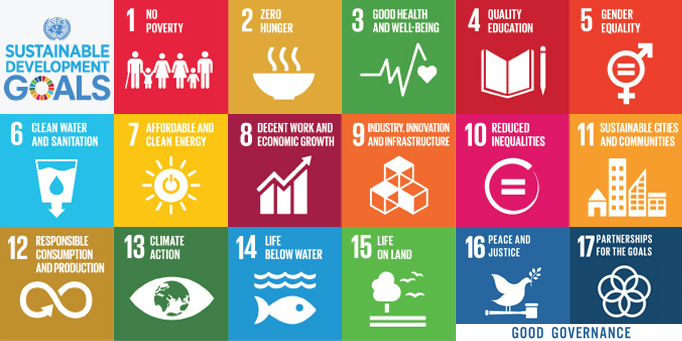 SUSTAINABLE
DEVELOPMENT
GOALS
1 NO
POVERTY
2 ZERO
HUNGER
3 GOOD HEALTH
AND WELL-BEING
4 QUALITY
EDUCATION
5 GENDER
EQUALITY
6 CLEAN WATER
AND SANITATION
7 AFFORDABLE AND
CLEAN ENERGY
8 DECENT WORK AND
ECONOMIC GROWTH
9 INDUSTRY, INNOVATION
AND INFRASTRUCTURE
10 REDUCED
INEQUALITIES
11 SUSTAINABLE CITIES
AND COMMUNITIES
12 RESPONSIBLE
CONSUMPTION
AND PRODUCTION
13 CLIMATE
ACTION
14 LIFE
BELOW WATER
15 LIFE
ON LAND
16 PEACE AND
JUSTICE
17 PARTNERSHIPS
FOR THE GOALS
GOOD GOVERNANCE